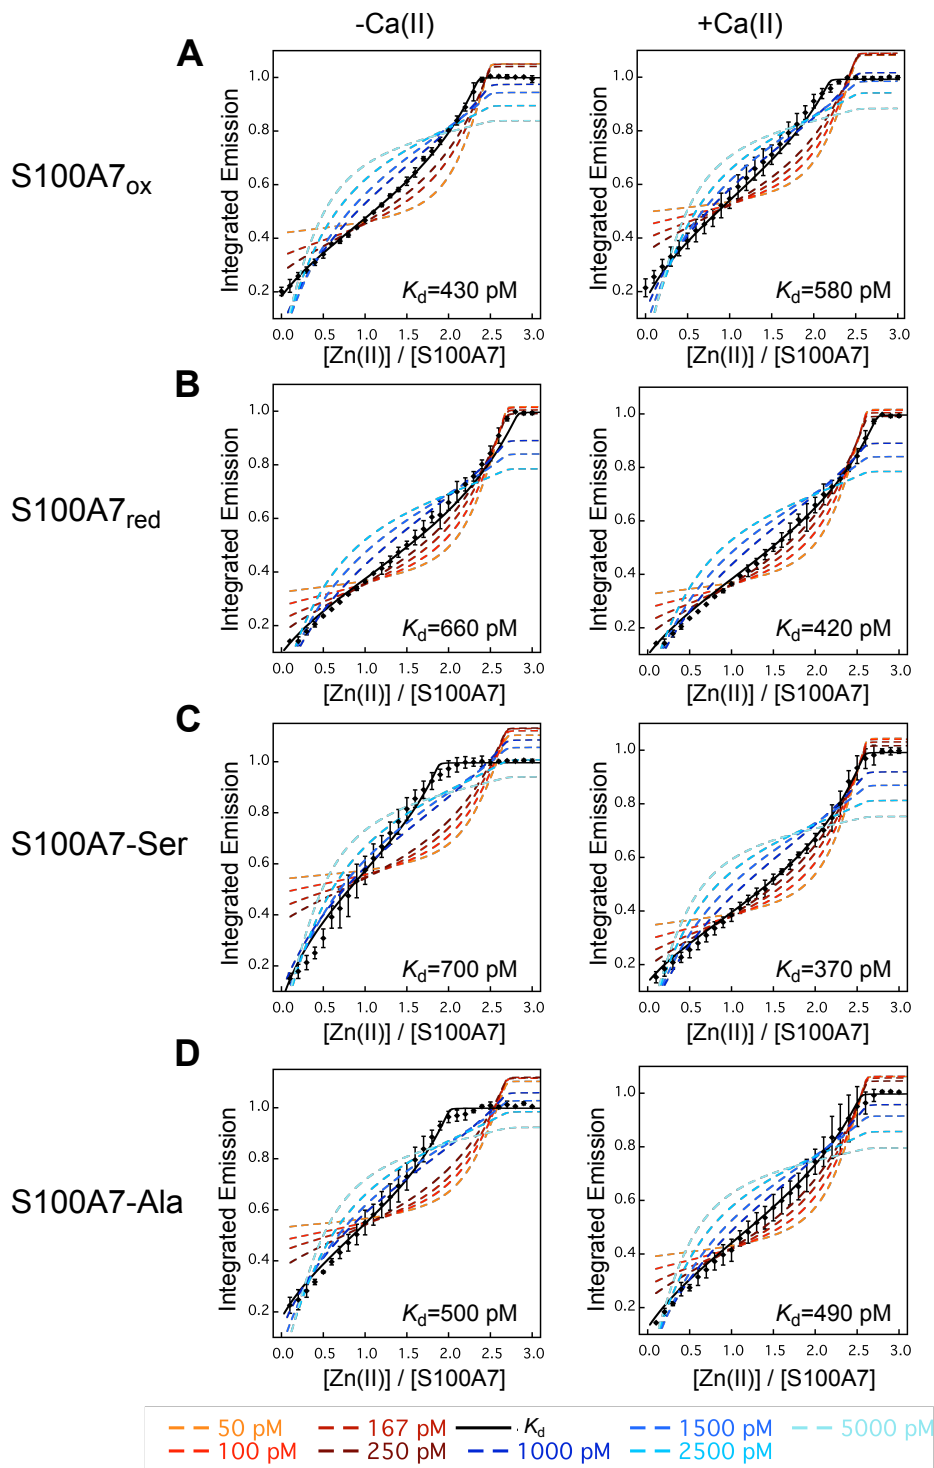 -Ca(II) +Ca(II)
A
S100A7ox
Integrated Emission
1.0
0.8
0.6
0.4
0.2
Kd=430 pM
0.0 0.5 1.0 1.5 2.0 2.5 3.0
[Zn(II)] / [S100A7]
Integrated Emission
1.0
0.8
0.6
0.4
0.2
Kd=580 pM
0.0 0.5 1.0 1.5 2.0 2.5 3.0
[Zn(II)] / [S100A7]
B
S100A7red
Integrated Emission
1.0
0.8
0.6
0.4
0.2
Kd=660 pM
0.0 0.5 1.0 1.5 2.0 2.5 3.0
[Zn(II)] / [S100A7]
Integrated Emission
1.0
0.8
0.6
0.4
0.2
Kd=420 pM
0.0 0.5 1.0 1.5 2.0 2.5 3.0
[Zn(II)] / [S100A7]
C
S100A7-Ser
Integrated Emission
1.0
0.8
0.6
0.4
0.2
Kd=700 pM
0.0 0.5 1.0 1.5 2.0 2.5 3.0
[Zn(II)] / [S100A7]
Integrated Emission
1.0
0.8
0.6
0.4
0.2
Kd=370 pM
0.0 0.5 1.0 1.5 2.0 2.5 3.0
[Zn(II)] / [S100A7]
D
S100A7-Ala
Integrated Emission
1.0
0.8
0.6
0.4
0.2
Kd=500 pM
0.0 0.5 1.0 1.5 2.0 2.5 3.0
[Zn(II)] / [S100A7]
Integrated Emission
1.0
0.8
0.6
0.4
0.2
Kd=490 pM
0.0 0.5 1.0 1.5 2.0 2.5 3.0
[Zn(II)] / [S100A7]
50 pM 167 pM Kd 1500 pM 5000 pM
100 pM 250 pM 1000 pM 2500 pM